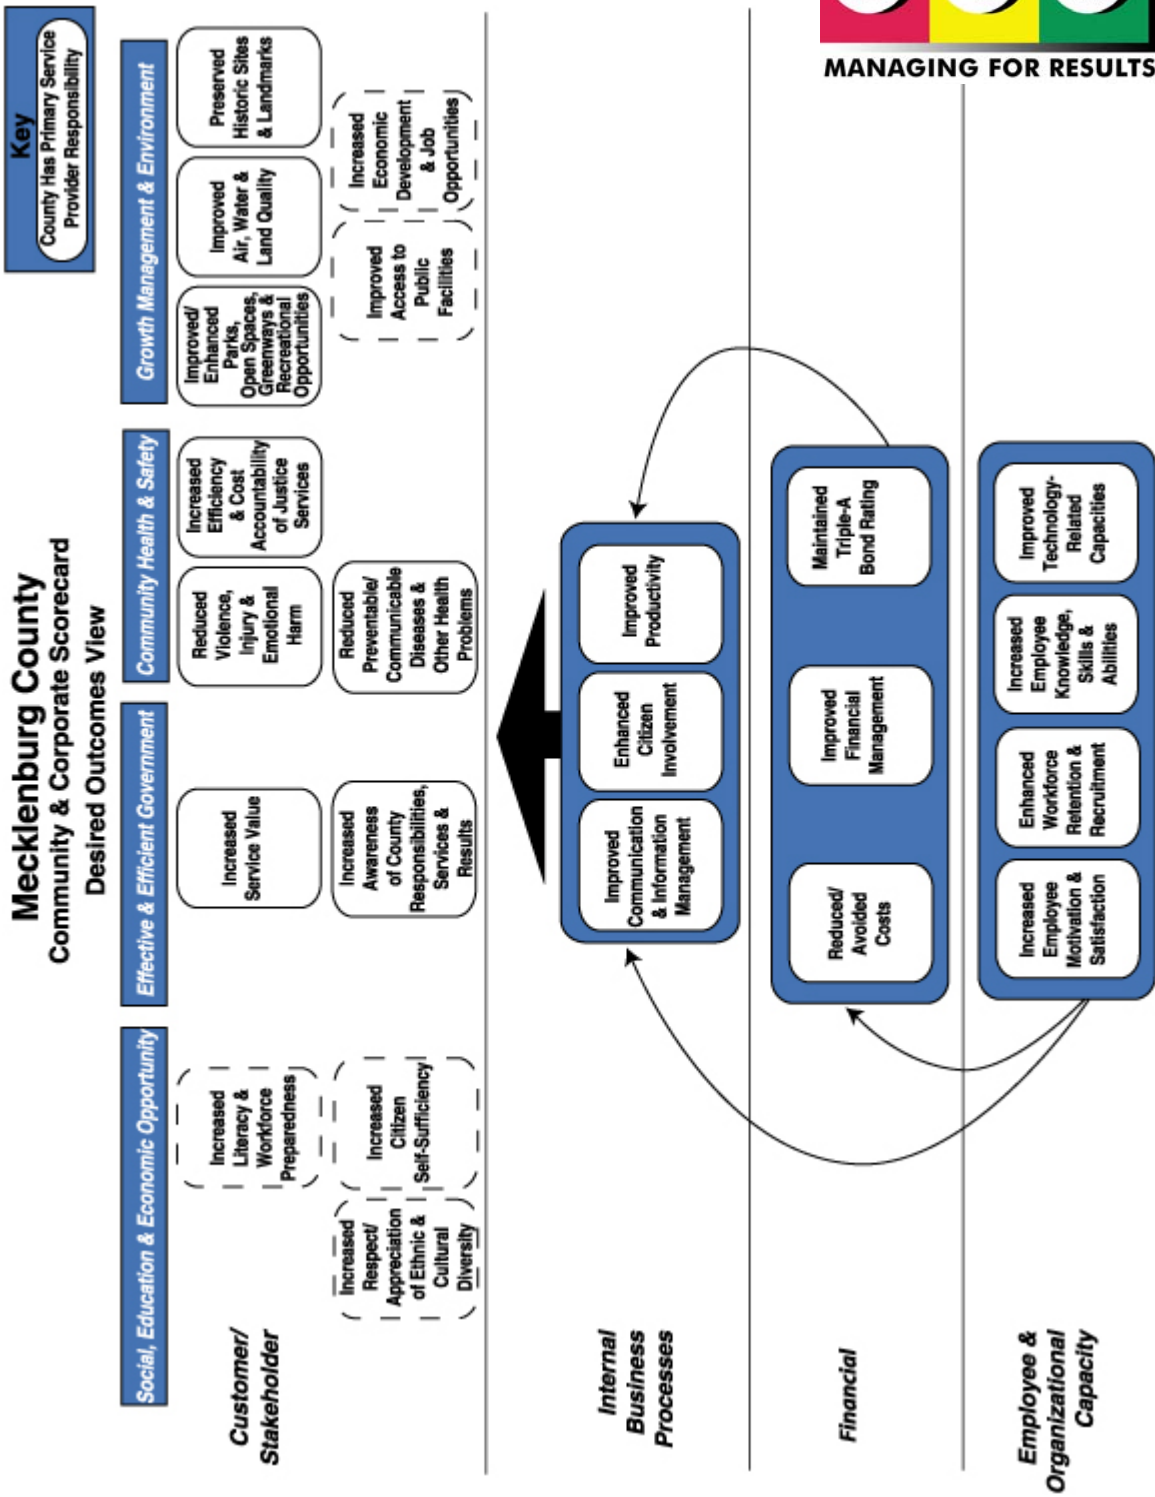 Mecklenburg County
Community & Corporate Scorecard
Desired Outcomes View
Key
County Has Primary Service
Provider Responsibility
MANAGING FOR RESULTS
Social, Education & Economic Opportunity
Effective & Efficient Government
Community Health & Safety
Growth Management & Environment
Customer/
Stakeholder
Increased
Literacy &
Workforce
Preparedness
Increased
Respect/
Appreciation
of Ethnic &
Cultural
Diversity
Increased
Citizen
Self-Sufficiency
Increased
Service Value
Increased
Awareness
of County
Responsibilities,
Services &
Results
Reduced
Violence,
Injury &
Emotional
Harm
Increased
Efficiency
& Cost
Accountability
of Justice
Services
Reduced
Preventable/
Communicable
Diseases &
Other Health
Problems
Improved/
Enhanced
Parks,
Open Spaces,
Greenways &
Recreational
Opportunities
Improved
Air, Water &
Land Quality
Preserved
Historic Sites
& Landmarks
Improved
Access to
Public
Facilities
Increased
Economic
Development
& Job
Opportunities
Internal
Business
Processes
Improved
Communication
& Information
Management
Enhanced
Citizen
Involvement
Improved
Productivity
Financial
Reduced/
Avoided
Costs
Improved
Financial
Management
Maintained
Triple-A
Bond Rating
Employee &
Organizational
Capacity
Increased
Employee
Motivation &
Satisfaction
Enhanced
Workforce
Retention &
Recruitment
Increased
Employee
Knowledge,
Skills &
Abilities
Improved
Technology-
Related
Capacities